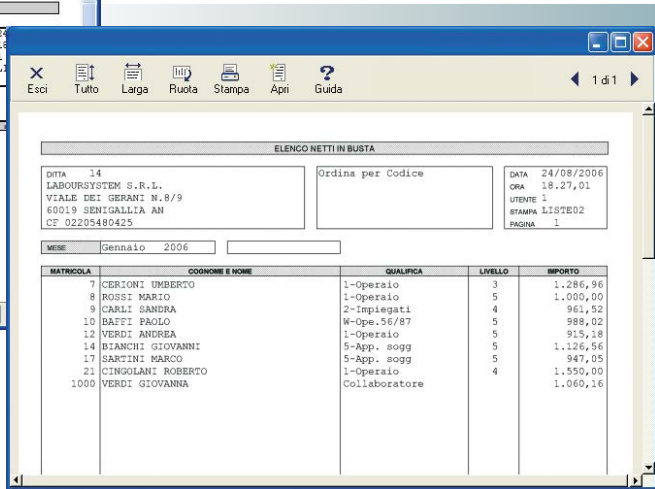 Esci Tutto Larga Ruota Stampa Apri Guida 1 di 1
ELENCO NETTI IN BUSTA
DITTA 14
LABOURSYSTEM S.R.L.
VIALE DEI GERANI N.8/9
60019 SENIGALLIA AN
CF 02205480425
Ordina per Codice
DATA 24/08/2006
ORA 18.27,01
UTENTE 1
STAMPA LISTE02
PAGINA 1
MESE Gennaio 2006
MATRICOLA COGNOME E NOME QUALIFICA LIVELLO IMPORTO
7 CERIONI UMBERTO 1-Operaio 3 1.286,96
8 ROSSI MARIO 1-Operaio 5 1.000,00
9 CARLI SANDRA 2-Impiegati 4 961,52
10 BAFFI PAOLO W-Ope.56/87 5 988,02
12 VERDI ANDREA 1-Operaio 5 915,18
14 BIANCHI GIOVANNI 5-App. sogg 5 1.126,56
17 SARTINI MARCO 5-App. sogg 5 947,05
21 CINGOLANI ROBERTO 1-Operaio 4 1.550,00
1000 VERDI GIOVANNA Collaboratore 1.060,16